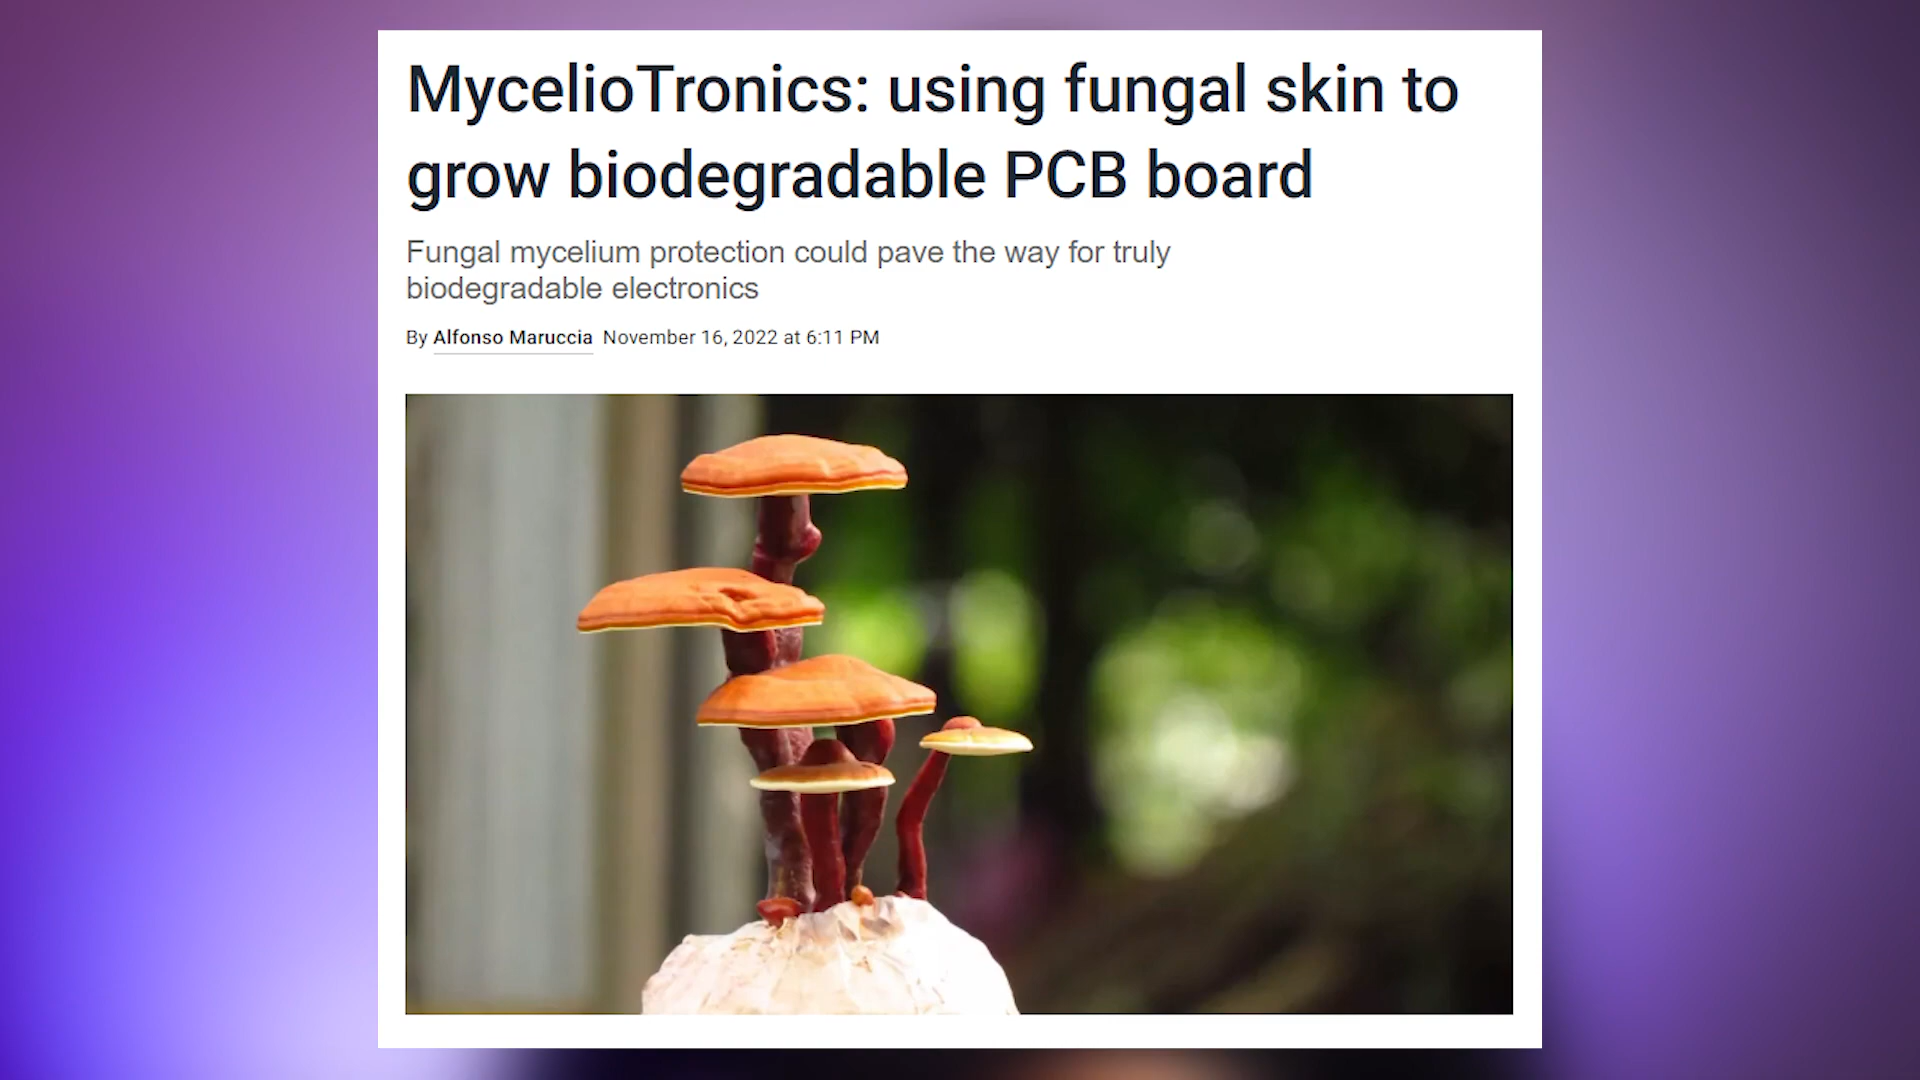 MycelioTronics: using fungal skin to
grow biodegradable PCB board
Fungal mycelium protection could pave the way for truly
biodegradable electronics
By Alfonso Maruccia November 16, 2022 at 6:11 PM